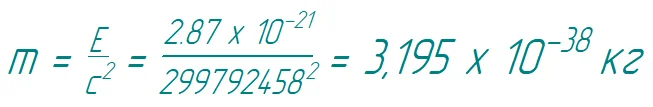 m = E/c² = 2.87 x 10⁻²¹/299792458² = 3,195 x 10⁻³⁸ кг